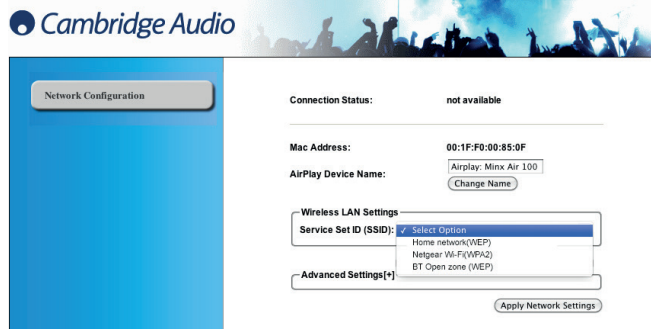 Cambridge Audio
Network Configuration
Connection Status: not available
Mac Address: 00:1F:F0:00:85:0F
AirPlay Device Name: Airplay: Minx Air 100
Change Name
Wireless LAN Settings
Service Set ID (SSID): ✓ Select Option
Home network(WEP)
Netgear Wi-Fi(WPA2)
BT Open zone (WEP)
Advanced Settings[+]
Apply Network Settings